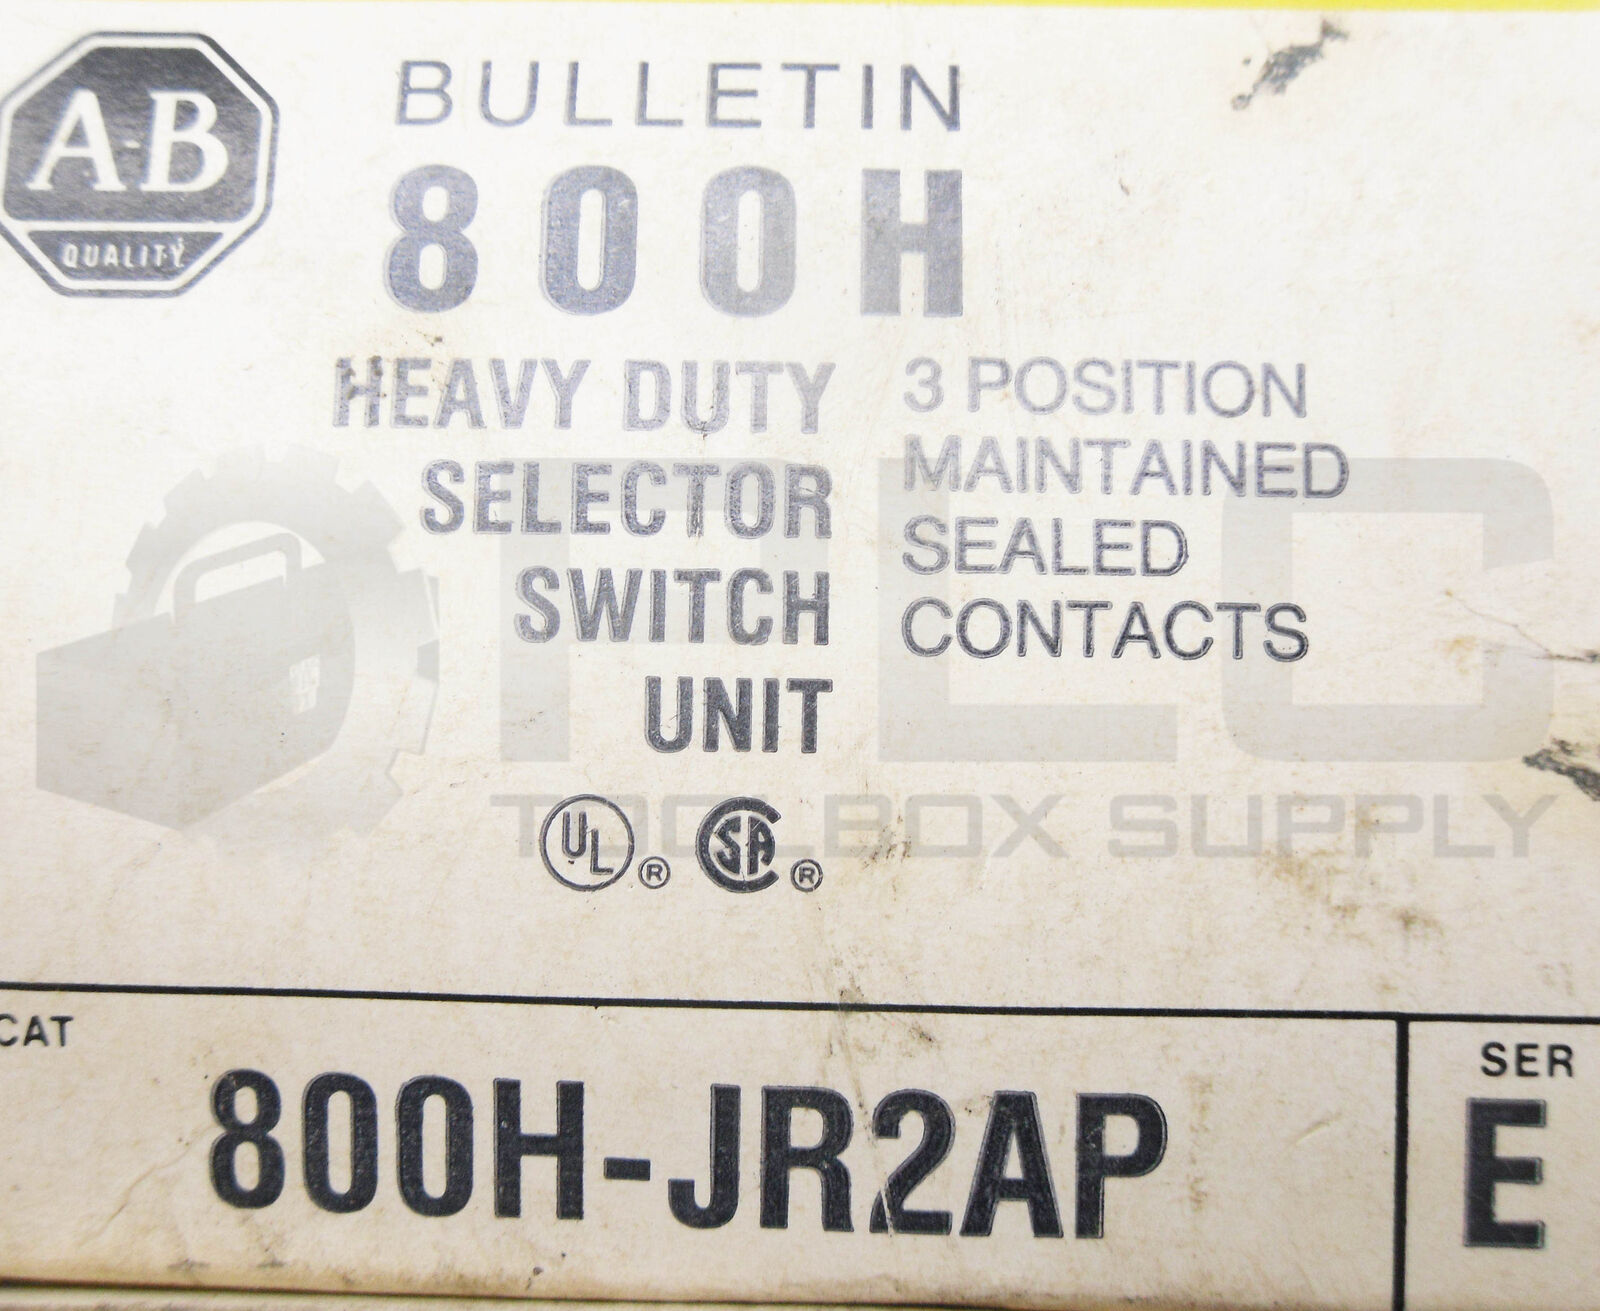 A-B
QUALITY
BULLETIN
800H
HEAVY DUTY
SELECTOR
SWITCH
UNIT
3 POSITION
MAINTAINED
SEALED
CONTACTS
PLC
TOOLBOX SUPPLY
UL ® CSA ®
CAT
800H-JR2AP
SER
E